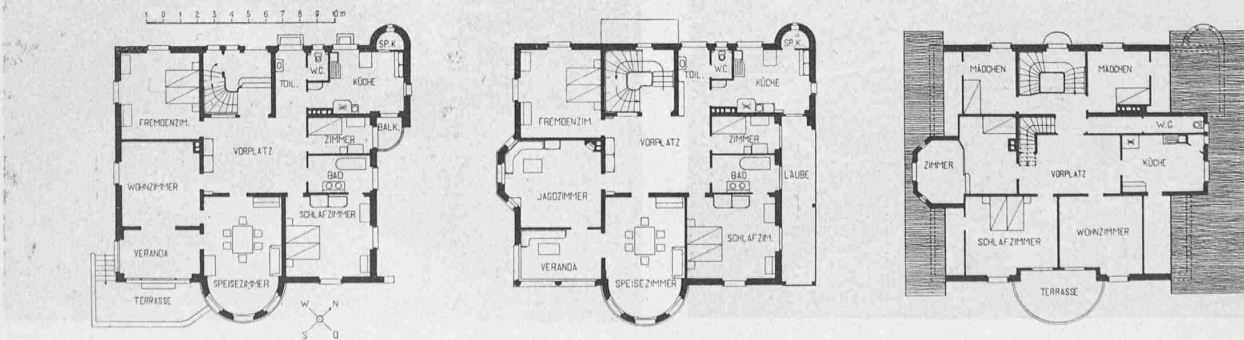 1 0 1 2 3 4 5 6 7 8 9 10 m
SP.K.
W.C.
TOIL.
KÜCHE
FREMDENZIM.
BALK.
ZIMMER
VORPLATZ
BAD
WOHNZIMMER
SCHLAFZIMMER
VERANDA
SPEISEZIMMER
TERRASSE
W N
S O
SP.K.
W.C.
TOIL.
KÜCHE
FREMDENZIM.
ZIMMER
VORPLATZ
BAD
LAUBE
JAGDZIMMER
SCHLAFZIM.
VERANDA
SPEISEZIMMER
MÄDCHEN
MÄDCHEN
W.C.
ZIMMER
VORPLATZ
KÜCHE
SCHLAFZIMMER
WOHNZIMMER
TERRASSE